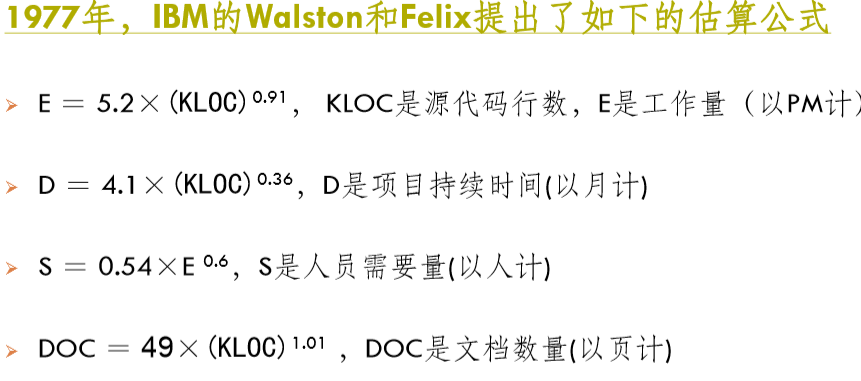 1977年，IBM的Walston和Felix提出了如下的估算公式
➢ E ＝ 5.2×(KLOC) 0.91， KLOC是源代码行数，E是工作量（以PM计）
➢ D ＝ 4.1×(KLOC) 0.36，D是项目持续时间(以月计)
➢ S ＝ 0.54×E 0.6，S是人员需要量(以人计)
➢ DOC ＝ 49×(KLOC) 1.01 ，DOC是文档数量(以页计)